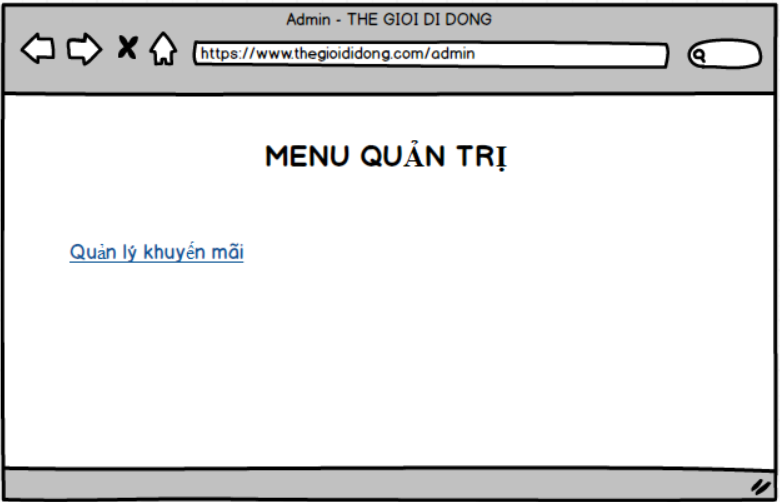 Admin - THE GIOI DI DONG
https://www.thegioididong.com/admin
MENU QUẢN TRỊ
Quản lý khuyến mãi